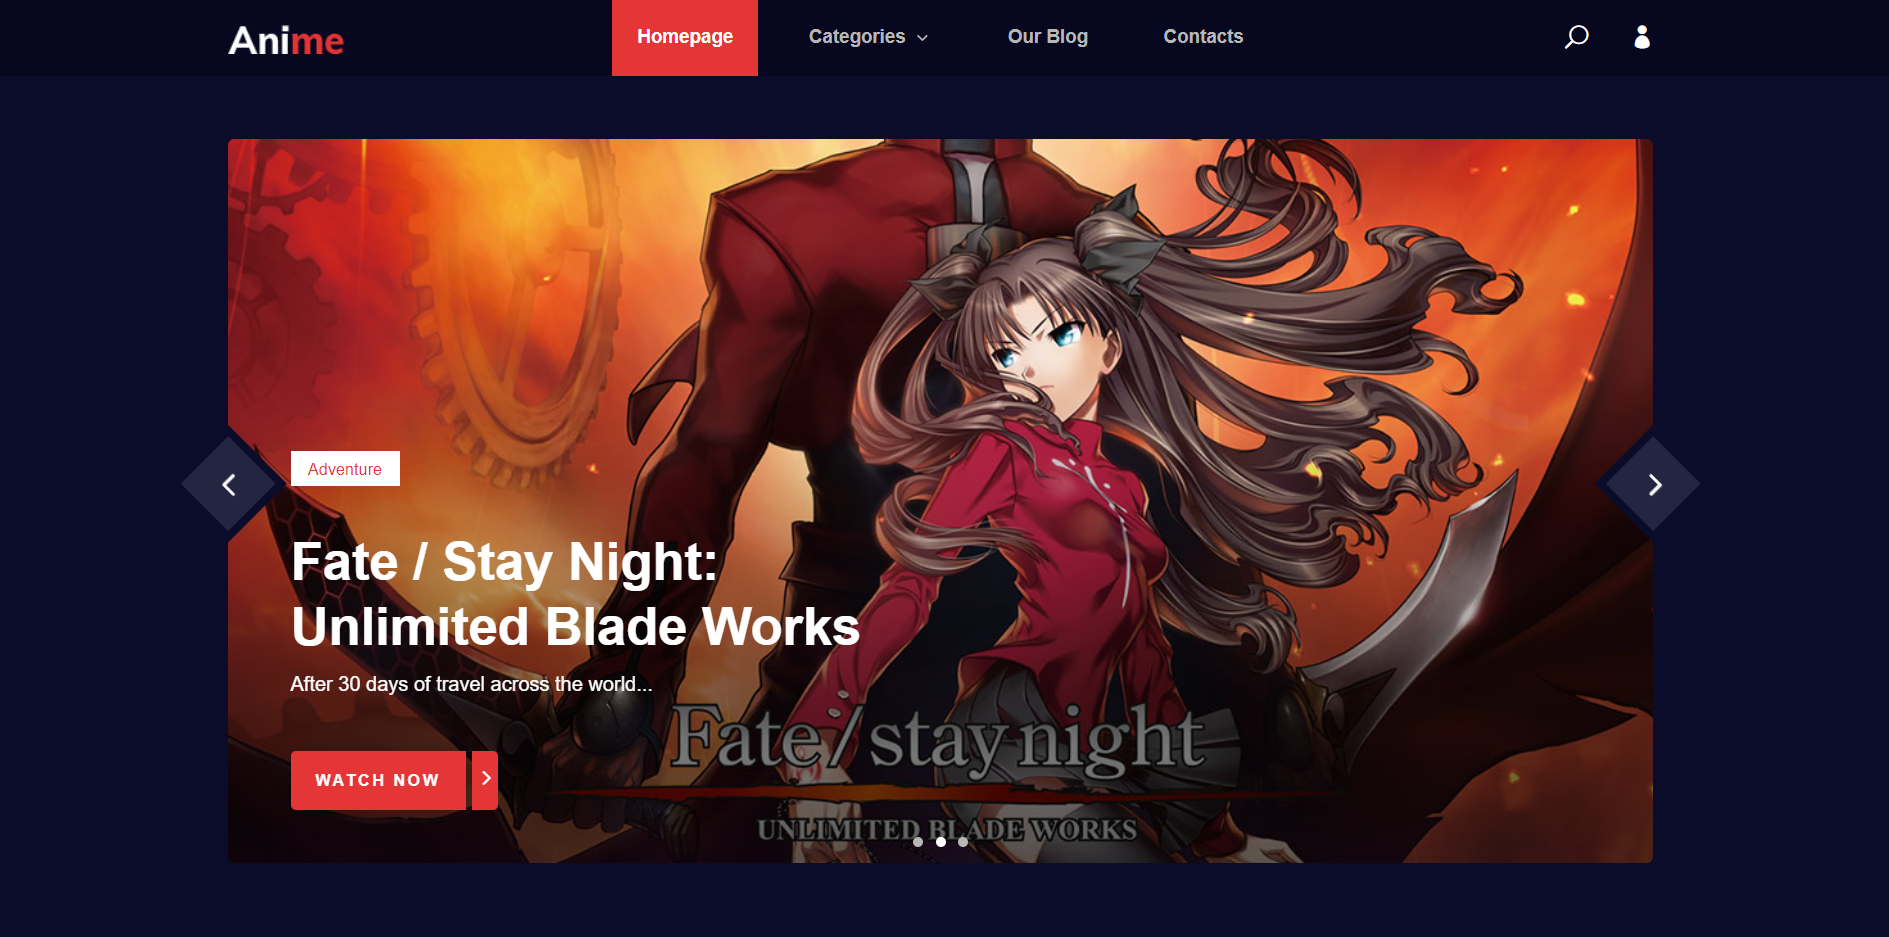 Anime
Homepage
Categories
Our Blog
Contacts
Adventure
Fate / Stay Night:
Unlimited Blade Works
After 30 days of travel across the world...
WATCH NOW
Fate/stay night
UNLIMITED BLADE WORKS